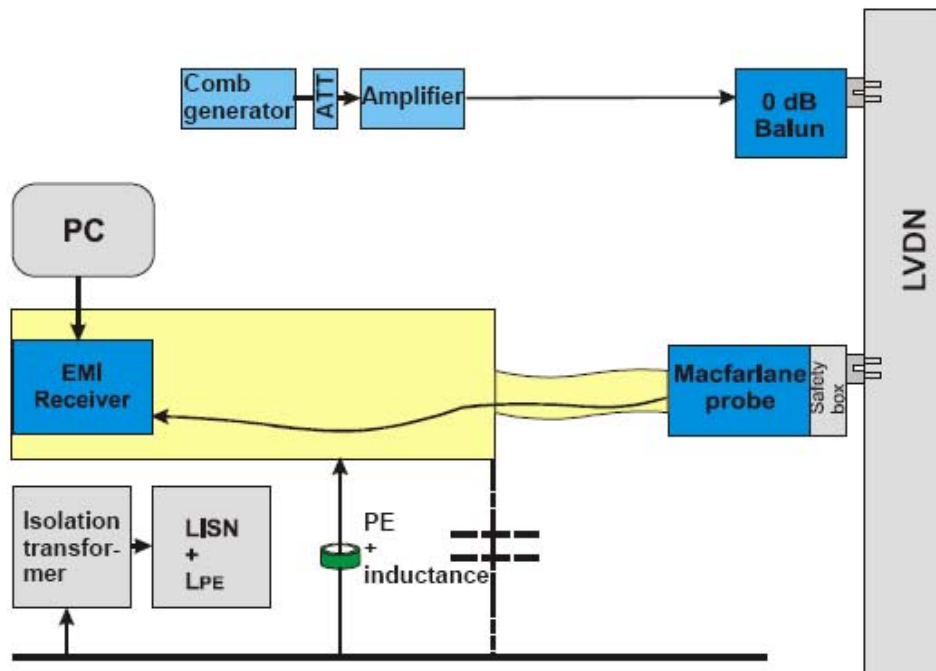 Comb
generator
ATT
Amplifier
0 dB
Balun
LVDN
PC
EMI
Receiver
Macfarlane
probe
Safety
box
Isolation
transfor-
mer
LISN
+
LPE
PE
+
inductance